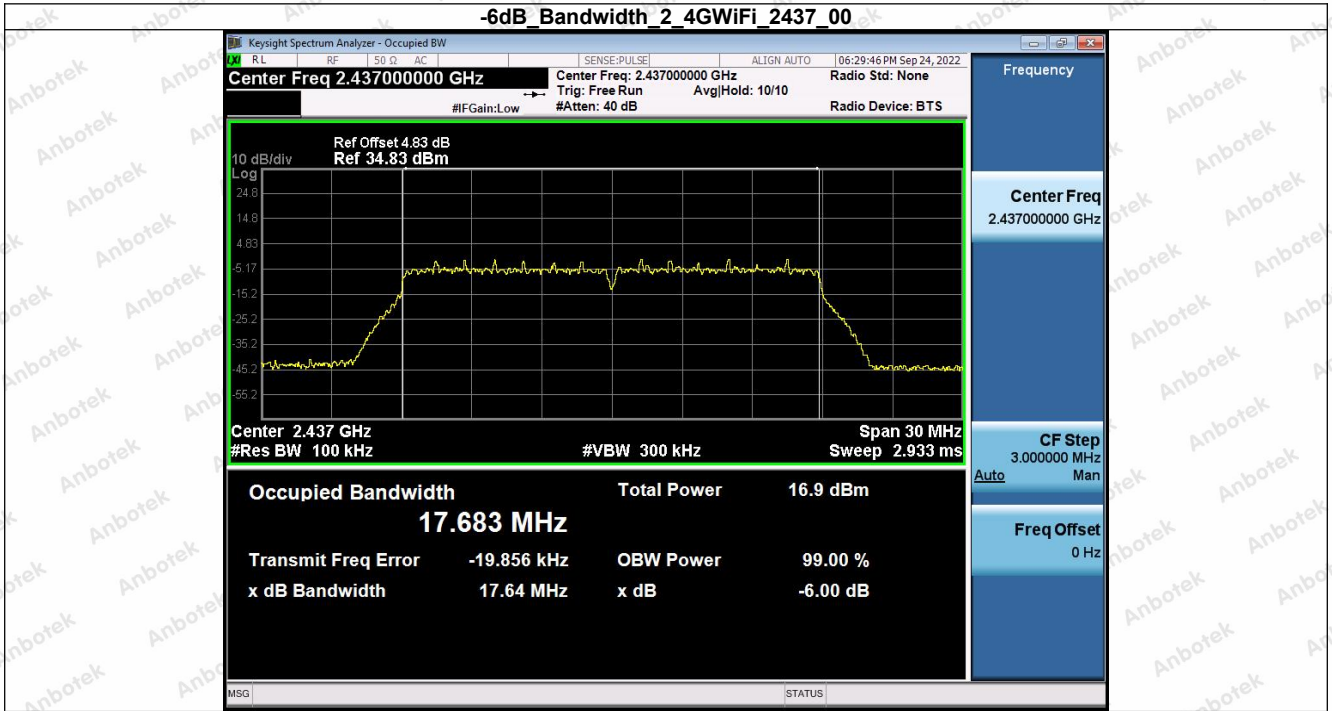 -6dB_Bandwidth_2_4GWiFi_2437_00
Keysight Spectrum Analyzer - Occupied BW
LXI RL RF 50 Ω AC SENSE:PULSE ALIGN AUTO 06:29:46 PM Sep 24, 2022
Center Freq 2.437000000 GHz Center Freq: 2.437000000 GHz Radio Std: None
Trig: Free Run Avg|Hold: 10/10
#IFGain:Low #Atten: 40 dB Radio Device: BTS
Frequency
Ref Offset 4.83 dB
10 dB/div Ref 34.83 dBm
Log
24.8
14.8
4.83
-5.17
-15.2
-25.2
-35.2
-45.2
-55.2
Center 2.437 GHz Span 30 MHz
#Res BW 100 kHz #VBW 300 kHz Sweep 2.933 ms
Center Freq
2.437000000 GHz
CF Step
3.000000 MHz
Auto Man
Freq Offset
0 Hz
Occupied Bandwidth Total Power 16.9 dBm
17.683 MHz
Transmit Freq Error -19.856 kHz OBW Power 99.00 %
x dB Bandwidth 17.64 MHz x dB -6.00 dB
MSG STATUS
Anbotek